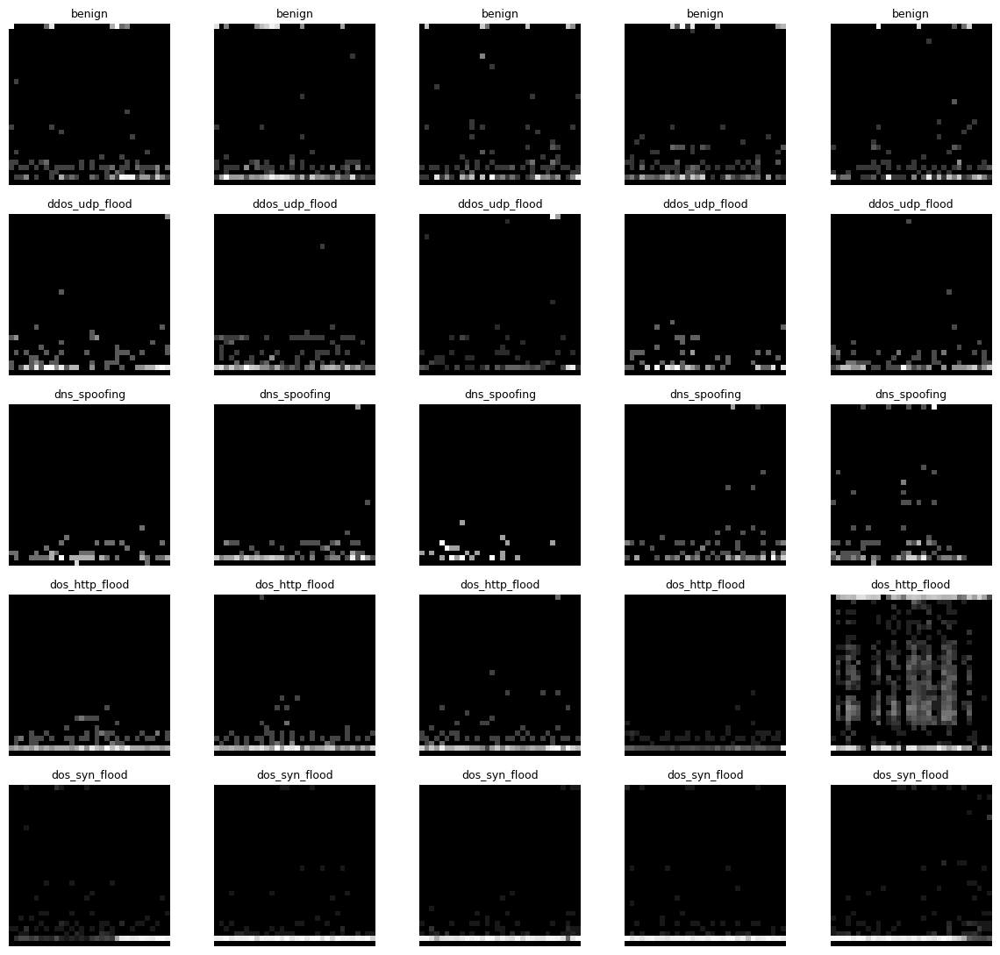 benign benign benign benign benign
ddos_udp_flood ddos_udp_flood ddos_udp_flood ddos_udp_flood ddos_udp_flood
dns_spoofing dns_spoofing dns_spoofing dns_spoofing dns_spoofing
dos_http_flood dos_http_flood dos_http_flood dos_http_flood dos_http_flood
dos_syn_flood dos_syn_flood dos_syn_flood dos_syn_flood dos_syn_flood